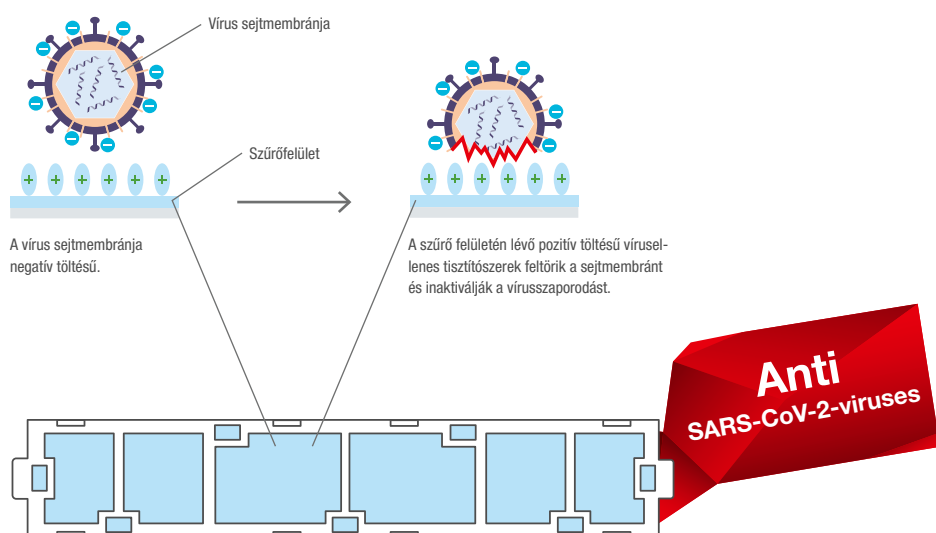 Vírus sejtmembránja
Szűrőfelület
A vírus sejtmembránja
negatív töltésű.
A szűrő felületén lévő pozitív töltésű vírusel-
lenes tisztítószerek feltörik a sejtmembránt
és inaktiválják a vírusszaporodást.
Anti
SARS-CoV-2-viruses